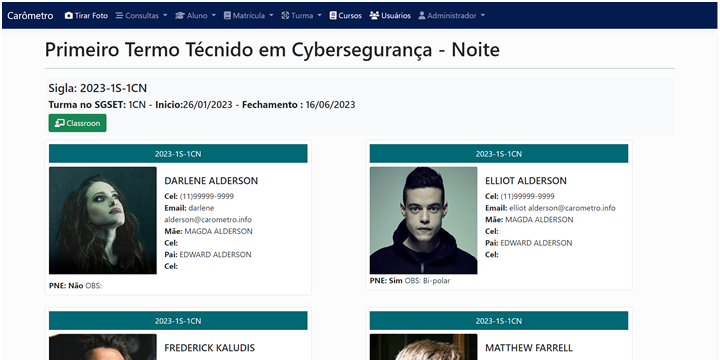 Carômetro Tirar Foto Consultas Aluno Matrícula Turma Cursos Usuários Administrador
Primeiro Termo Técnido em Cybersegurança - Noite
Sigla: 2023-1S-1CN
Turma no SGSET: 1CN - Inicio:26/01/2023 - Fechamento : 16/06/2023
Classroon
2023-1S-1CN
DARLENE ALDERSON
Cel: (11)99999-9999
Email: darlene
alderson@carometro.info
Mãe: MAGDA ALDERSON
Cel:
Pai: EDWARD ALDERSON
Cel:
PNE: Não OBS:
2023-1S-1CN
ELLIOT ALDERSON
Cel: (11)99999-9999
Email: elliot alderson@carometro.info
Mãe: MAGDA ALDERSON
Cel:
Pai: EDWARD ALDERSON
Cel:
PNE: Sim OBS: Bi-polar
2023-1S-1CN
FREDERICK KALUDIS
2023-1S-1CN
MATTHEW FARRELL